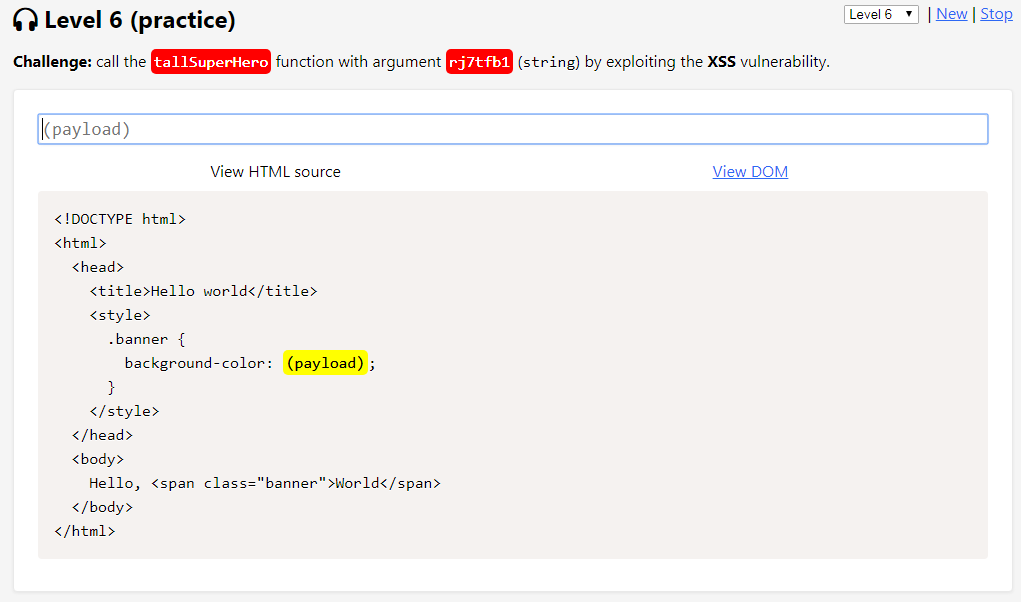 Level 6 (practice)
Level 6 | New | Stop
Challenge: call the tallSuperHero function with argument rj7tfb1 (string) by exploiting the XSS vulnerability.
(payload)
View HTML source View DOM
<!DOCTYPE html>
<html>
  <head>
    <title>Hello world</title>
    <style>
      .banner {
        background-color: (payload);
      }
    </style>
  </head>
  <body>
    Hello, <span class="banner">World</span>
  </body>
</html>